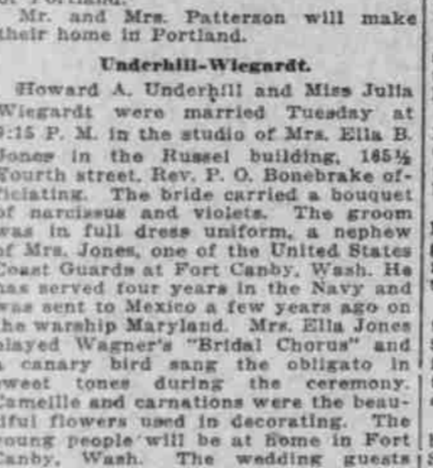 of Portland.
Mr. and Mrs. Patterson will make
their home in Portland.
Underhill-Wiegardt.
Howard A. Underhill and Miss Julia
Wiegardt were married Tuesday at
:15 P. M. in the studio of Mrs. Ella B.
Jones in the Russel building, 165½
Fourth street, Rev. P. O. Bonebrake of-
ficiating. The bride carried a bouquet
of narcissus and violets. The groom
was in full dress uniform, a nephew
of Mrs. Jones, one of the United States
Coast Guards at Fort Canby, Wash. He
has served four years in the Navy and
was sent to Mexico a few years ago on
the warship Maryland. Mrs. Ella Jones
played Wagner's "Bridal Chorus" and
a canary bird sang the obligato in
sweet tones during the ceremony.
Camellie and carnations were the beau-
tiful flowers used in decorating. The
young people will be at home in Fort
Canby, Wash. The wedding guests